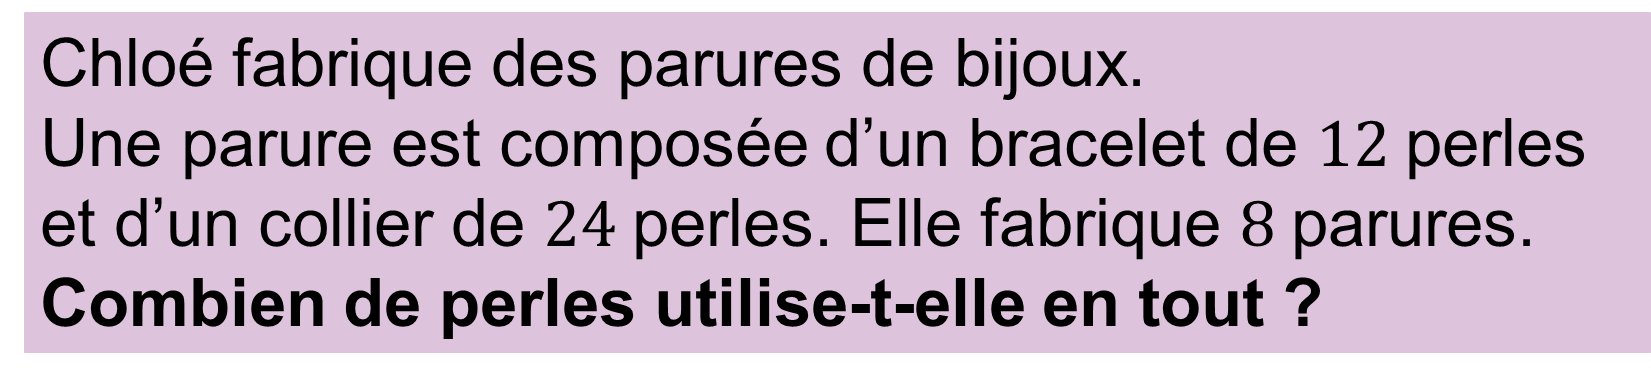 Chloé fabrique des parures de bijoux.
Une parure est composée d’un bracelet de 12 perles
et d’un collier de 24 perles. Elle fabrique 8 parures.
Combien de perles utilise-t-elle en tout ?